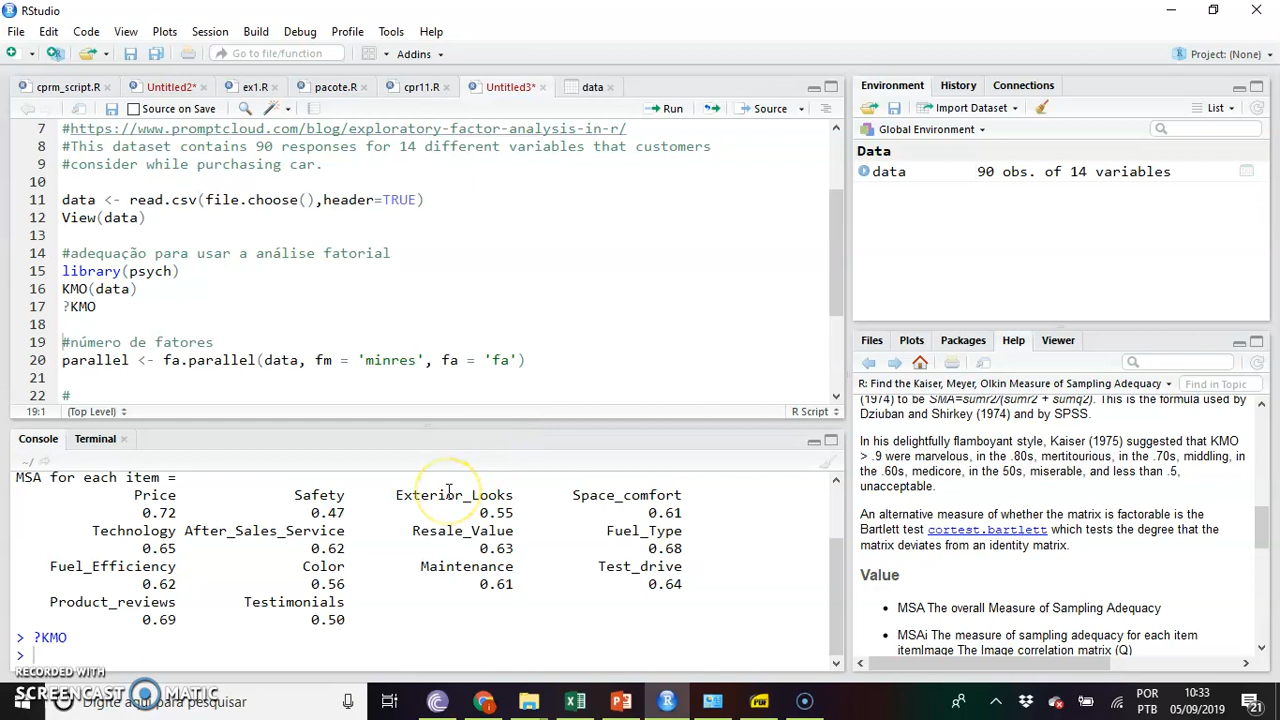 RStudio
File Edit Code View Plots Session Build Debug Profile Tools Help
Go to file/function Addins Project: (None)
cprm_script.R Untitled2* ex1.R pacote.R cpr11.R Untitled3* data
Source on Save Run Source
7 #https://www.promptcloud.com/blog/exploratory-factor-analysis-in-r/
8 #This dataset contains 90 responses for 14 different variables that customers
9 #consider while purchasing car.
10
11 data <- read.csv(file.choose(),header=TRUE)
12 View(data)
13
14 #adequação para usar a análise fatorial
15 library(psych)
16 KMO(data)
17 ?KMO
18
19 #número de fatores
20 parallel <- fa.parallel(data, fm = 'minres', fa = 'fa')
21
22 #
19:1 (Top Level) R Script
Console Terminal
~/
MSA for each item =
Price Safety Exterior_Looks Space_comfort
0.72 0.47 0.55 0.61
Technology After_Sales_Service Resale_Value Fuel_Type
0.65 0.62 0.63 0.68
Fuel_Efficiency Color Maintenance Test_drive
0.62 0.56 0.61 0.64
Product_reviews Testimonials
0.69 0.50
> ?KMO
>
Environment History Connections
Import Dataset List
Global Environment
Data
data 90 obs. of 14 variables
Files Plots Packages Help Viewer
R: Find the Kaiser, Meyer, Olkin Measure of Sampling Adequacy Find in Topic
(1974) to be SMA=sumr2/(sumr2 + sumq2). This is the formula used by
Dziuban and Shirkey (1974) and by SPSS.
In his delightfully flamboyant style, Kaiser (1975) suggested that KMO
> .9 were marvelous, in the .80s, mertitourious, in the .70s, middling, in
the .60s, medicore, in the 50s, miserable, and less than .5,
unacceptable.
An alternative measure of whether the matrix is factorable is the
Bartlett test cortest.bartlett which tests the degree that the
matrix deviates from an identity matrix.
Value
• MSA The overall Measure of Sampling Adequacy
• MSAi The measure of sampling adequacy for each item
itemImage The Image correlation matrix (Q)
RECORDED WITH
SCREENCAST MATIC
Digite aqui para pesquisar
POR
PTB
10:33
05/09/2019
21